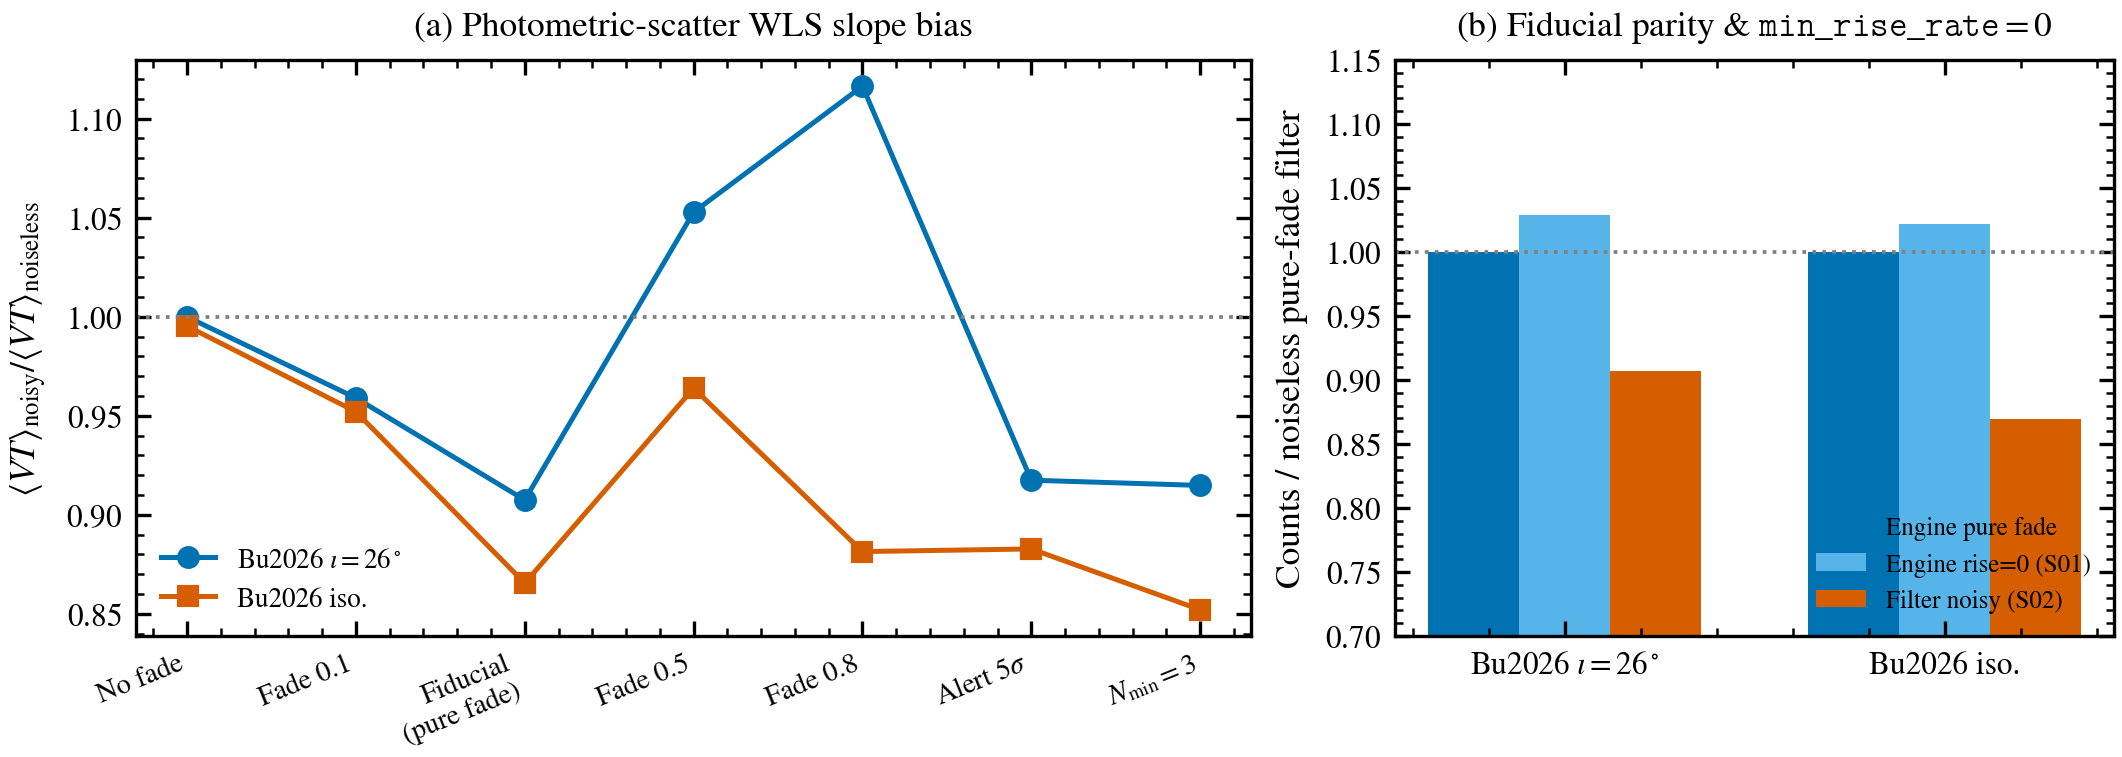 (a) Photometric-scatter WLS slope bias
⟨VT⟩noisy/⟨VT⟩noiseless
1.10
1.05
1.00
0.95
0.90
0.85
Bu2026 ι = 26°
Bu2026 iso.
No fade
Fade 0.1
Fiducial
(pure fade)
Fade 0.5
Fade 0.8
Alert 5σ
Nmin = 3
(b) Fiducial parity & min_rise_rate = 0
Counts / noiseless pure-fade filter
1.15
1.10
1.05
1.00
0.95
0.90
0.85
0.80
0.75
0.70
Engine pure fade
Engine rise=0 (S01)
Filter noisy (S02)
Bu2026 ι = 26°
Bu2026 iso.